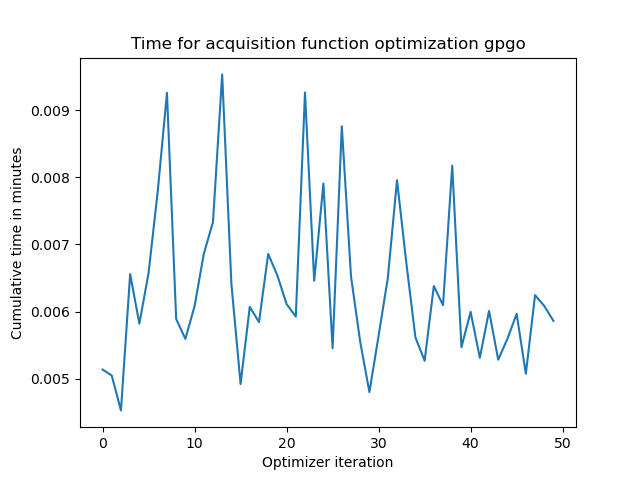 Time for acquisition function optimization gpgo
Cumulative time in minutes
0.009
0.008
0.007
0.006
0.005
0 10 20 30 40 50
Optimizer iteration